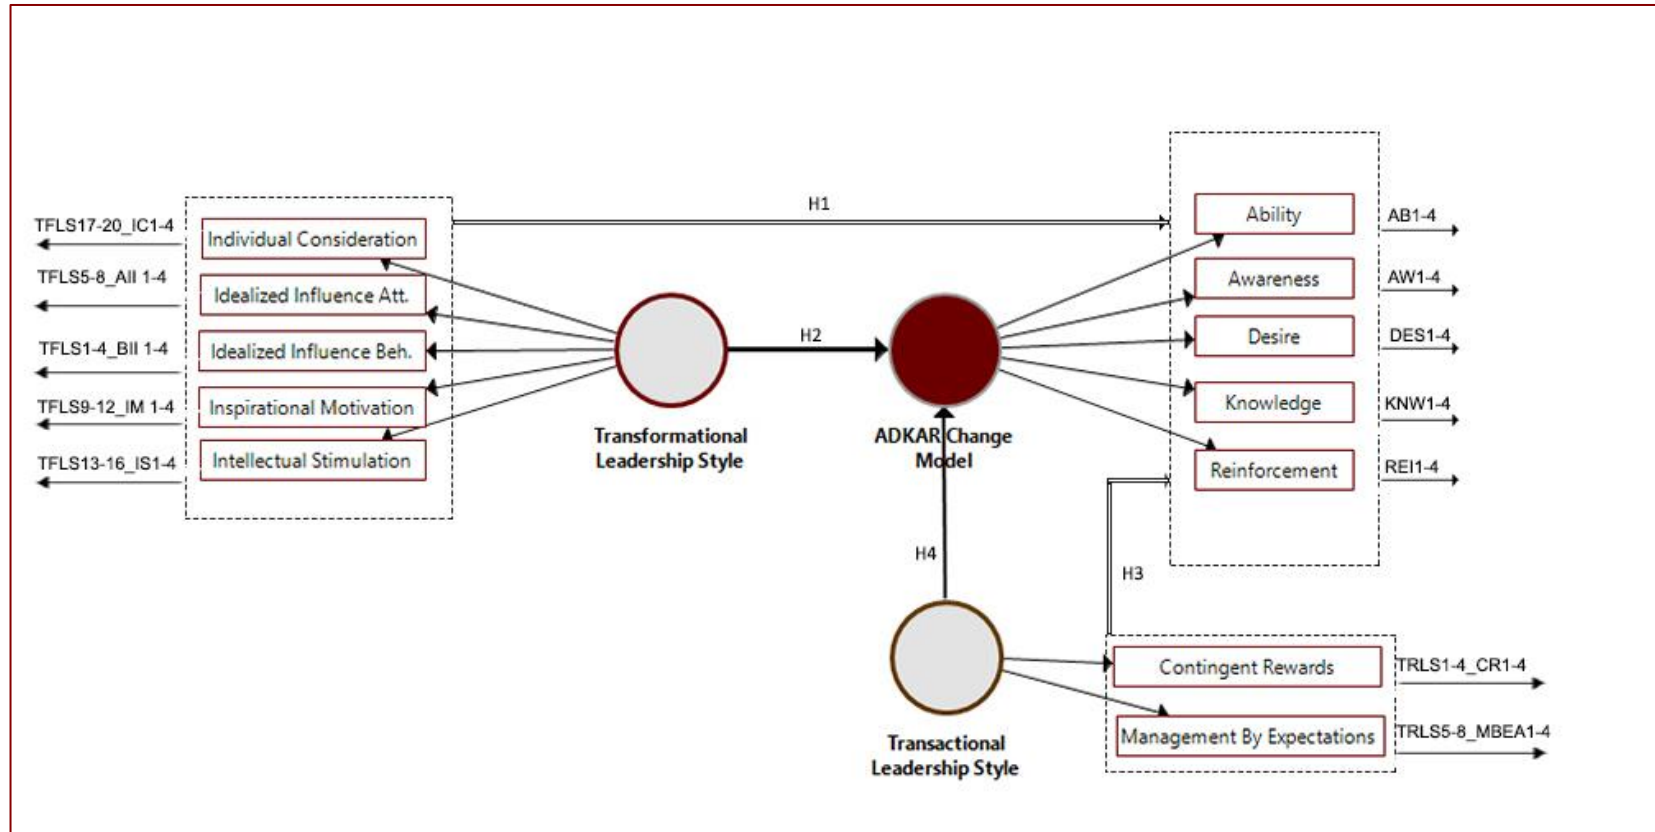 H1
TFLS17-20_IC1-4
Individual Consideration
TFLS5-8_AII 1-4
Idealized Influence Att.
TFLS1-4_BII 1-4
Idealized Influence Beh.
TFLS9-12_IM 1-4
Inspirational Motivation
TFLS13-16_IS1-4
Intellectual Stimulation
Transformational
Leadership Style
H2
ADKAR Change
Model
Ability
AB1-4
Awareness
AW1-4
Desire
DES1-4
Knowledge
KNW1-4
Reinforcement
REI1-4
H4
H3
Transactional
Leadership Style
Contingent Rewards
TRLS1-4_CR1-4
Management By Expectations
TRLS5-8_MBEA1-4